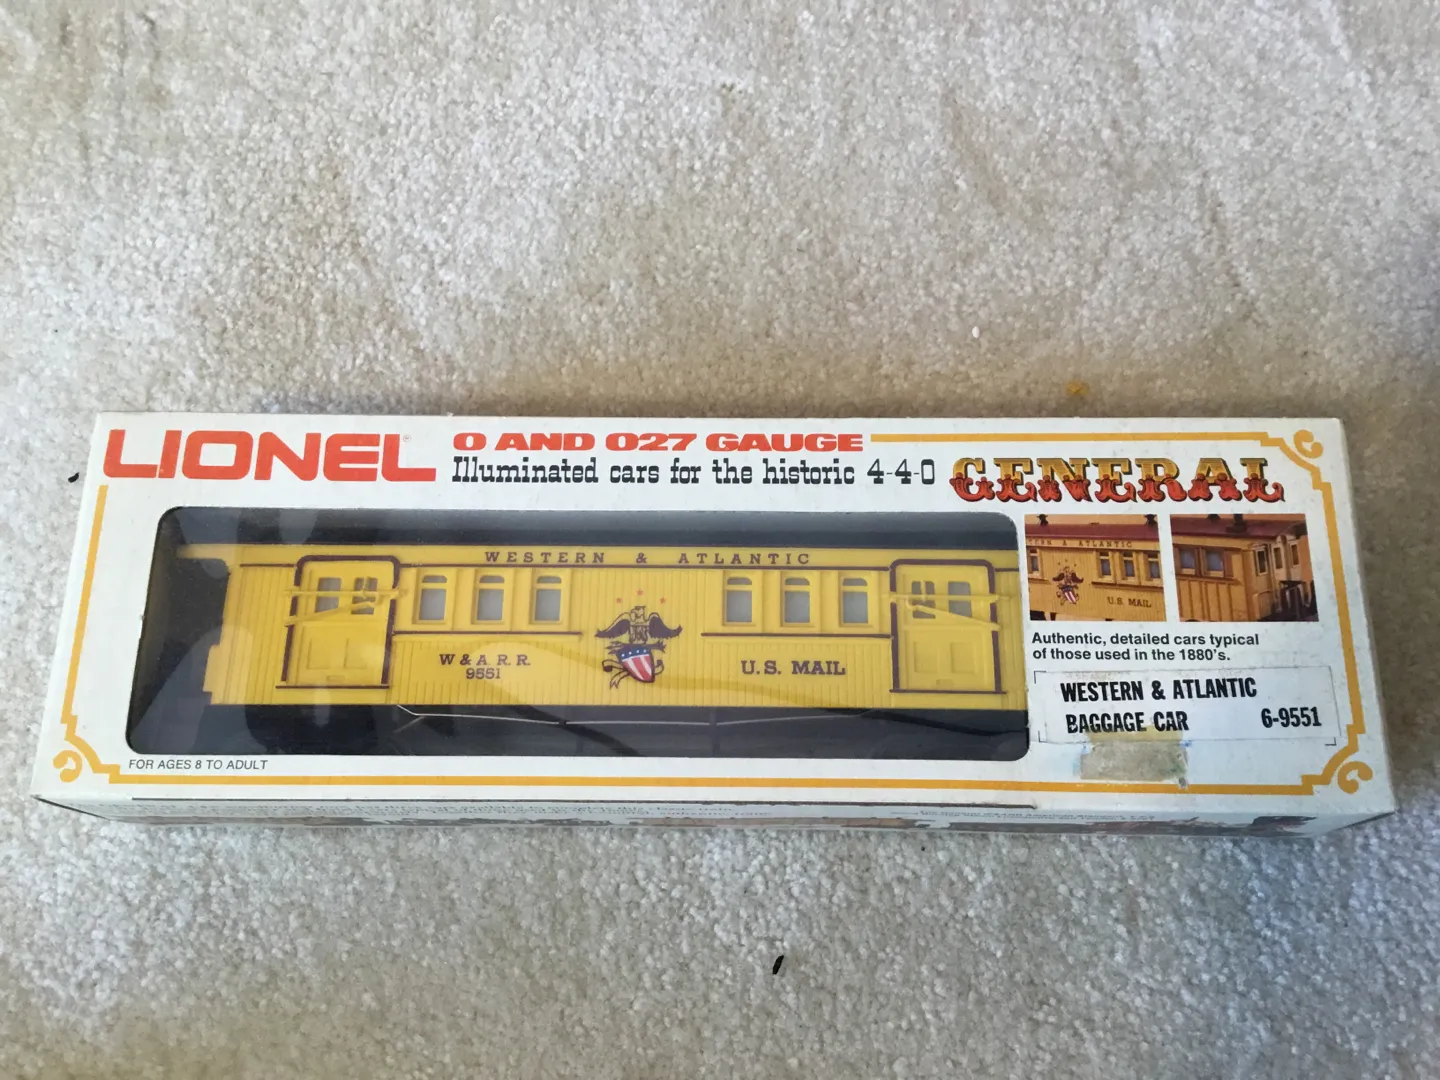 LIONEL
O AND 027 GAUGE
Illuminated cars for the historic 4-4-0 GENERAL
WESTERN & ATLANTIC
W & A. R. R.
9551
U.S. MAIL
U.S. MAIL
Authentic, detailed cars typical
of those used in the 1880's.
WESTERN & ATLANTIC
BAGGAGE CAR 6-9551
FOR AGES 8 TO ADULT